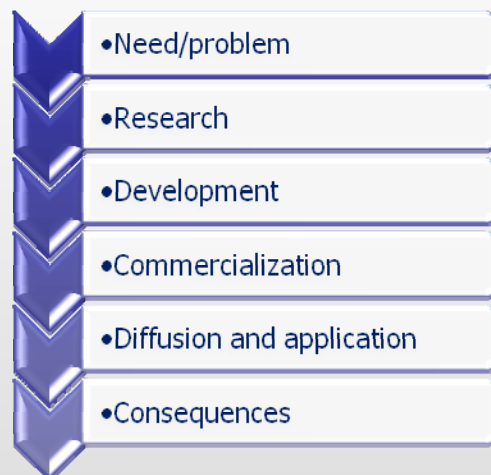 •Need/problem
•Research
•Development
•Commercialization
•Diffusion and application
•Consequences